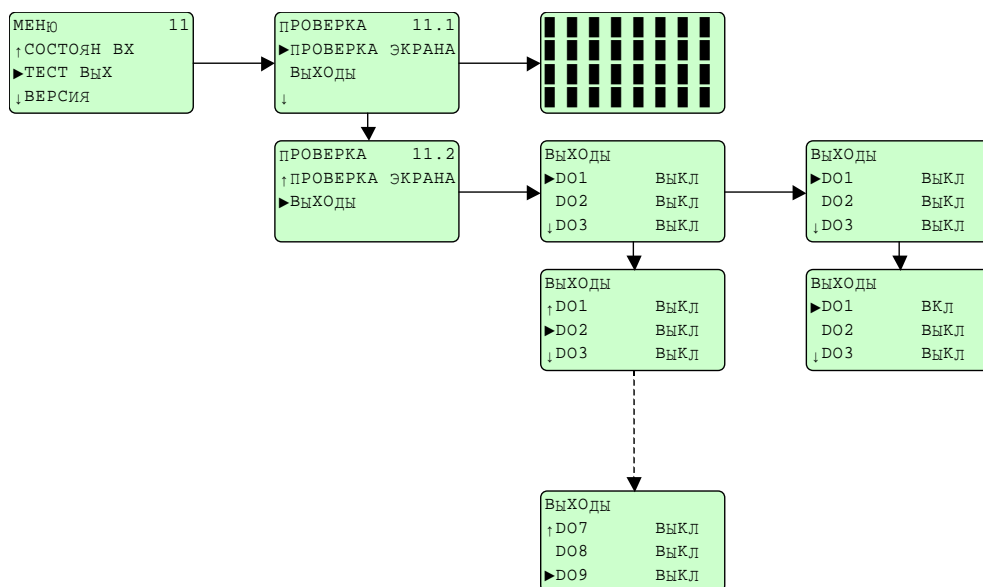 МЕНЮ 11
↑СОСТОЯН ВХ
►ТЕСТ ВЫХ
↓ВЕРСИЯ
ПРОВЕРКА 11.1
►ПРОВЕРКА ЭКРАНА
ВЫХОДЫ
↓
ПРОВЕРКА 11.2
↑ПРОВЕРКА ЭКРАНА
►ВЫХОДЫ
ВЫХОДЫ
►DO1 ВЫКЛ
DO2 ВЫКЛ
↓DO3 ВЫКЛ
ВЫХОДЫ
►DO1 ВЫКЛ
DO2 ВЫКЛ
↓DO3 ВЫКЛ
ВЫХОДЫ
↑DO1 ВЫКЛ
►DO2 ВЫКЛ
↓DO3 ВЫКЛ
ВЫХОДЫ
►DO1 ВКЛ
DO2 ВЫКЛ
↓DO3 ВЫКЛ
ВЫХОДЫ
↑DO7 ВЫКЛ
DO8 ВЫКЛ
►DO9 ВЫКЛ